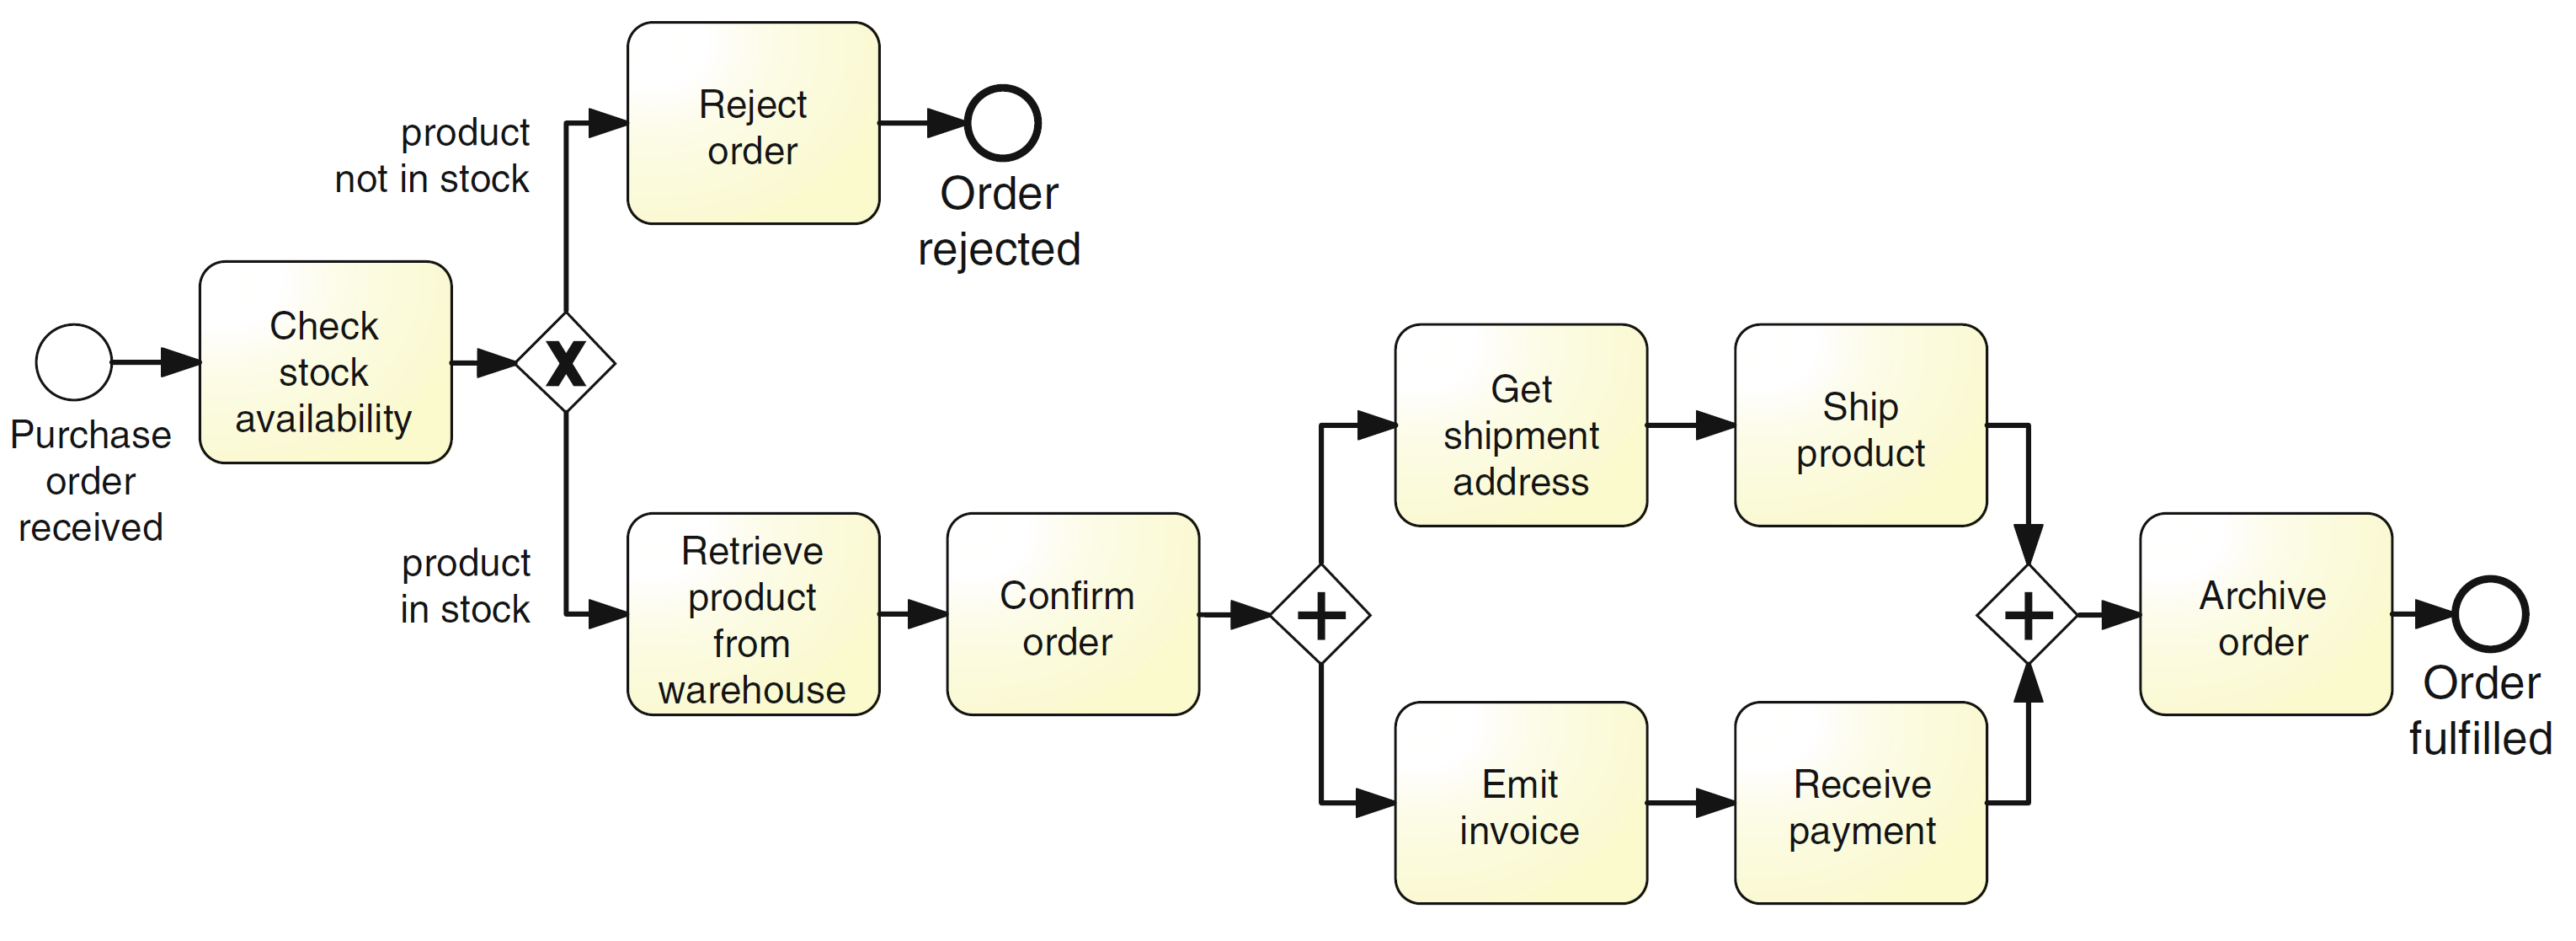 Purchase
order
received
Check
stock
availability
product
not in stock
Reject
order
Order
rejected
product
in stock
Retrieve
product
from
warehouse
Confirm
order
Get
shipment
address
Ship
product
Emit
invoice
Receive
payment
Archive
order
Order
fulfilled